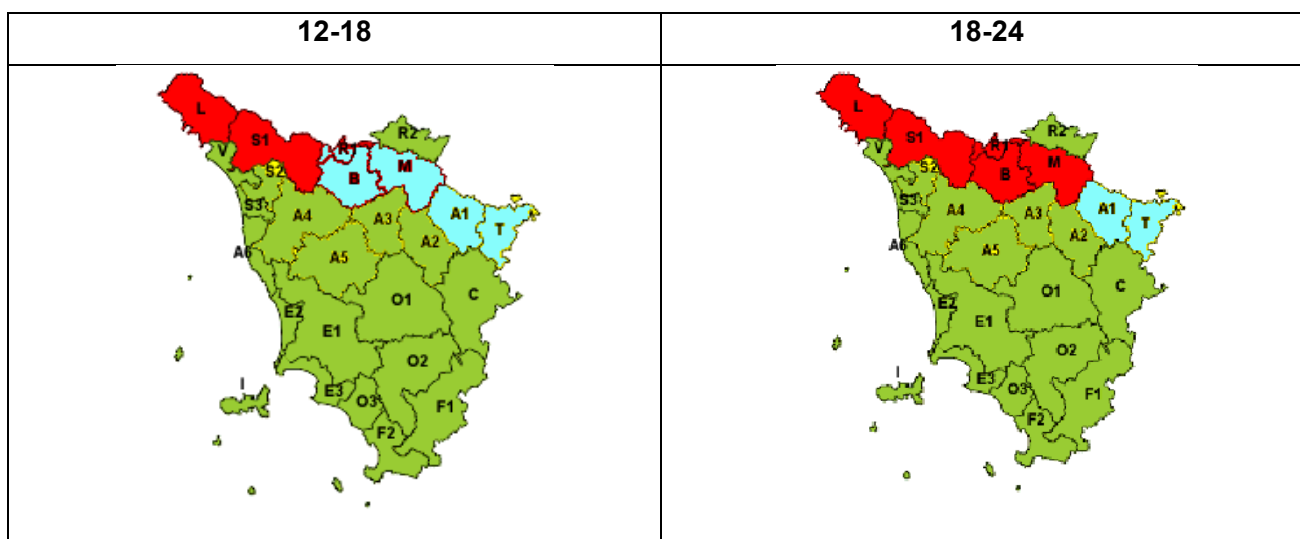 12-18
18-24
L
S1
V
S2
S3
R1
R2
B
M
A4
A3
A2
A1
T
A6
A5
O1
C
E2
E1
O2
E3
O3
F1
F2
I
L
S1
V
S2
S3
R1
R2
B
M
A4
A3
A2
A1
T
A6
A5
O1
C
E2
E1
O2
E3
O3
F1
F2
I